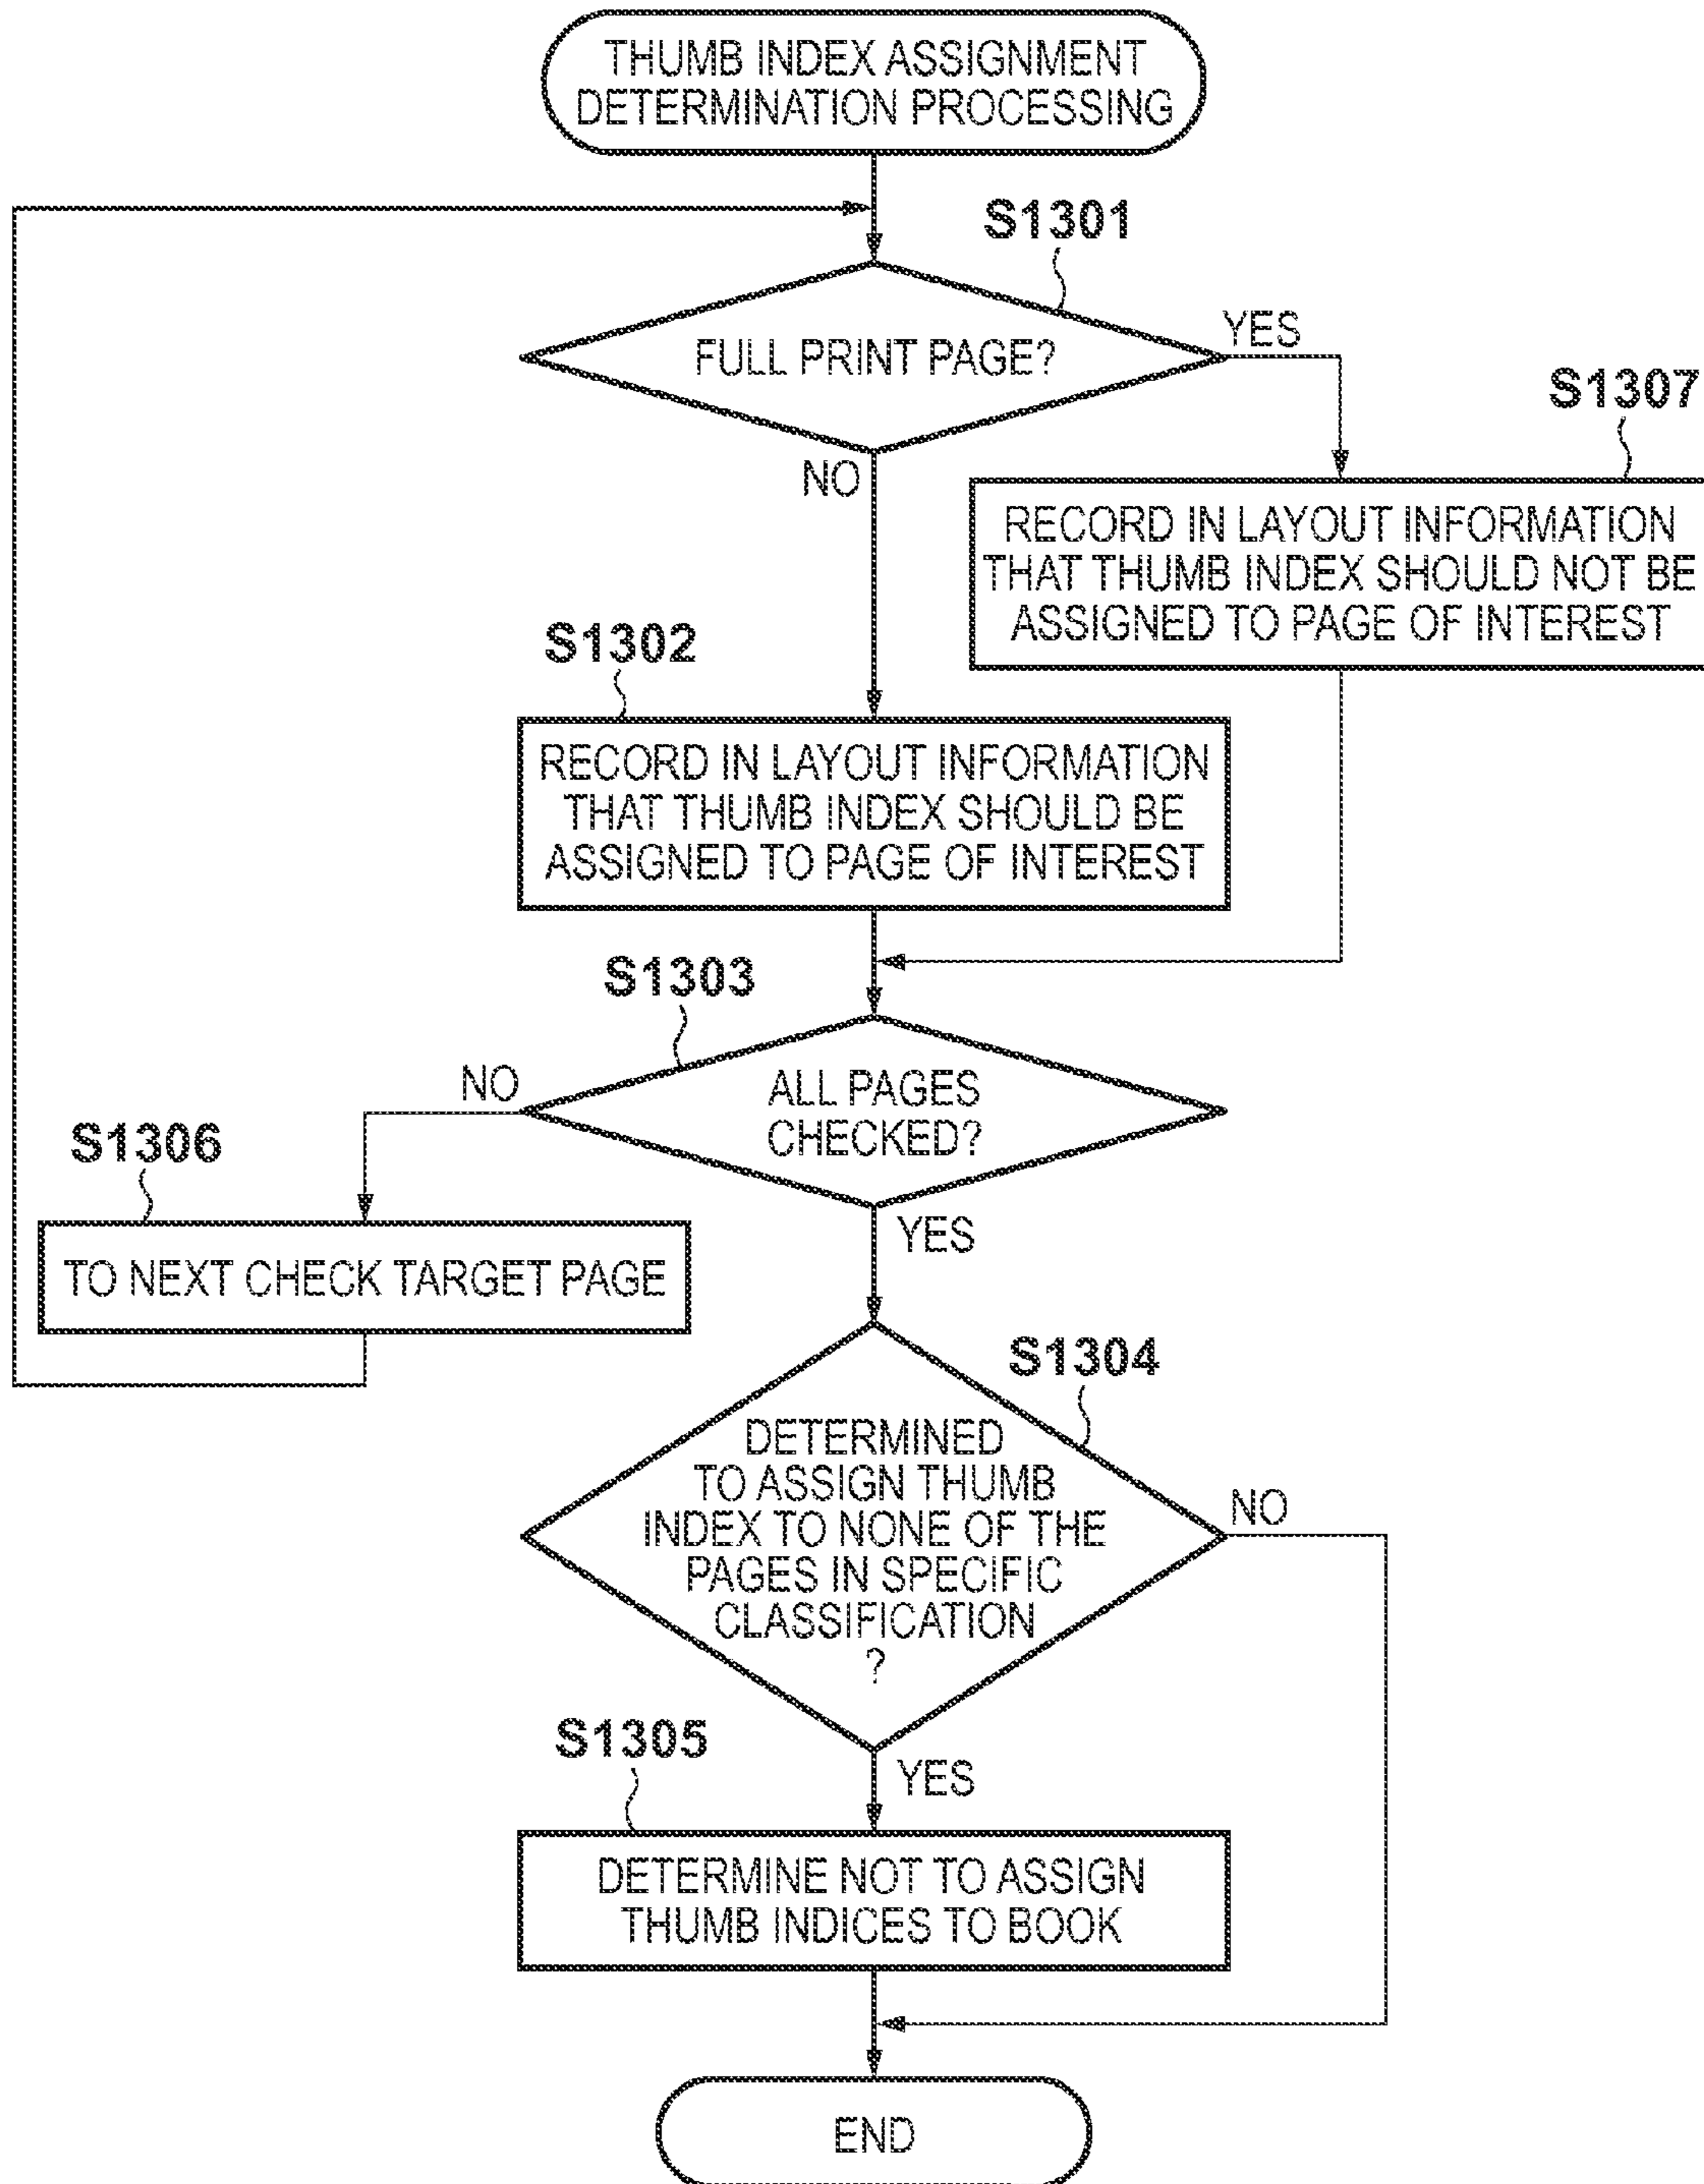 THUMB INDEX ASSIGNMENT
DETERMINATION PROCESSING
S1301
FULL PRINT PAGE?
YES
NO
S1307
RECORD IN LAYOUT INFORMATION
THAT THUMB INDEX SHOULD NOT BE
ASSIGNED TO PAGE OF INTEREST
S1302
RECORD IN LAYOUT INFORMATION
THAT THUMB INDEX SHOULD BE
ASSIGNED TO PAGE OF INTEREST
S1303
ALL PAGES
CHECKED?
NO
YES
S1306
TO NEXT CHECK TARGET PAGE
S1304
DETERMINED
TO ASSIGN THUMB
INDEX TO NONE OF THE
PAGES IN SPECIFIC
CLASSIFICATION
?
NO
YES
S1305
DETERMINE NOT TO ASSIGN
THUMB INDICES TO BOOK
END